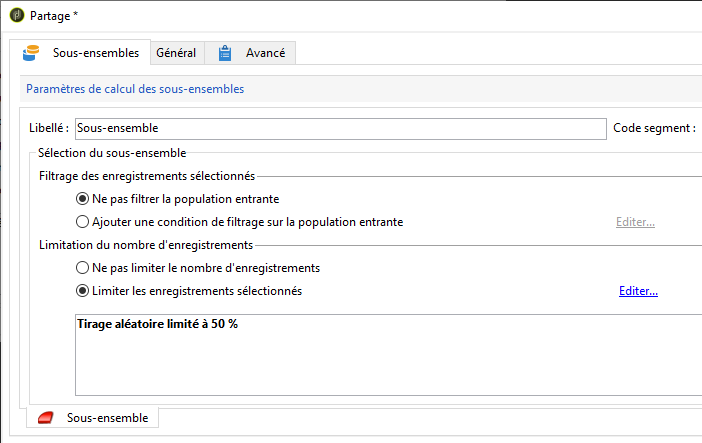 Partage *
Sous-ensembles Général Avancé
Paramètres de calcul des sous-ensembles
Libellé : Sous-ensemble Code segment :
Sélection du sous-ensemble
Filtrage des enregistrements sélectionnés
Ne pas filtrer la population entrante
Ajouter une condition de filtrage sur la population entrante Editer...
Limitation du nombre d'enregistrements
Ne pas limiter le nombre d'enregistrements
Limiter les enregistrements sélectionnés Editer...
Tirage aléatoire limité à 50 %
Sous-ensemble